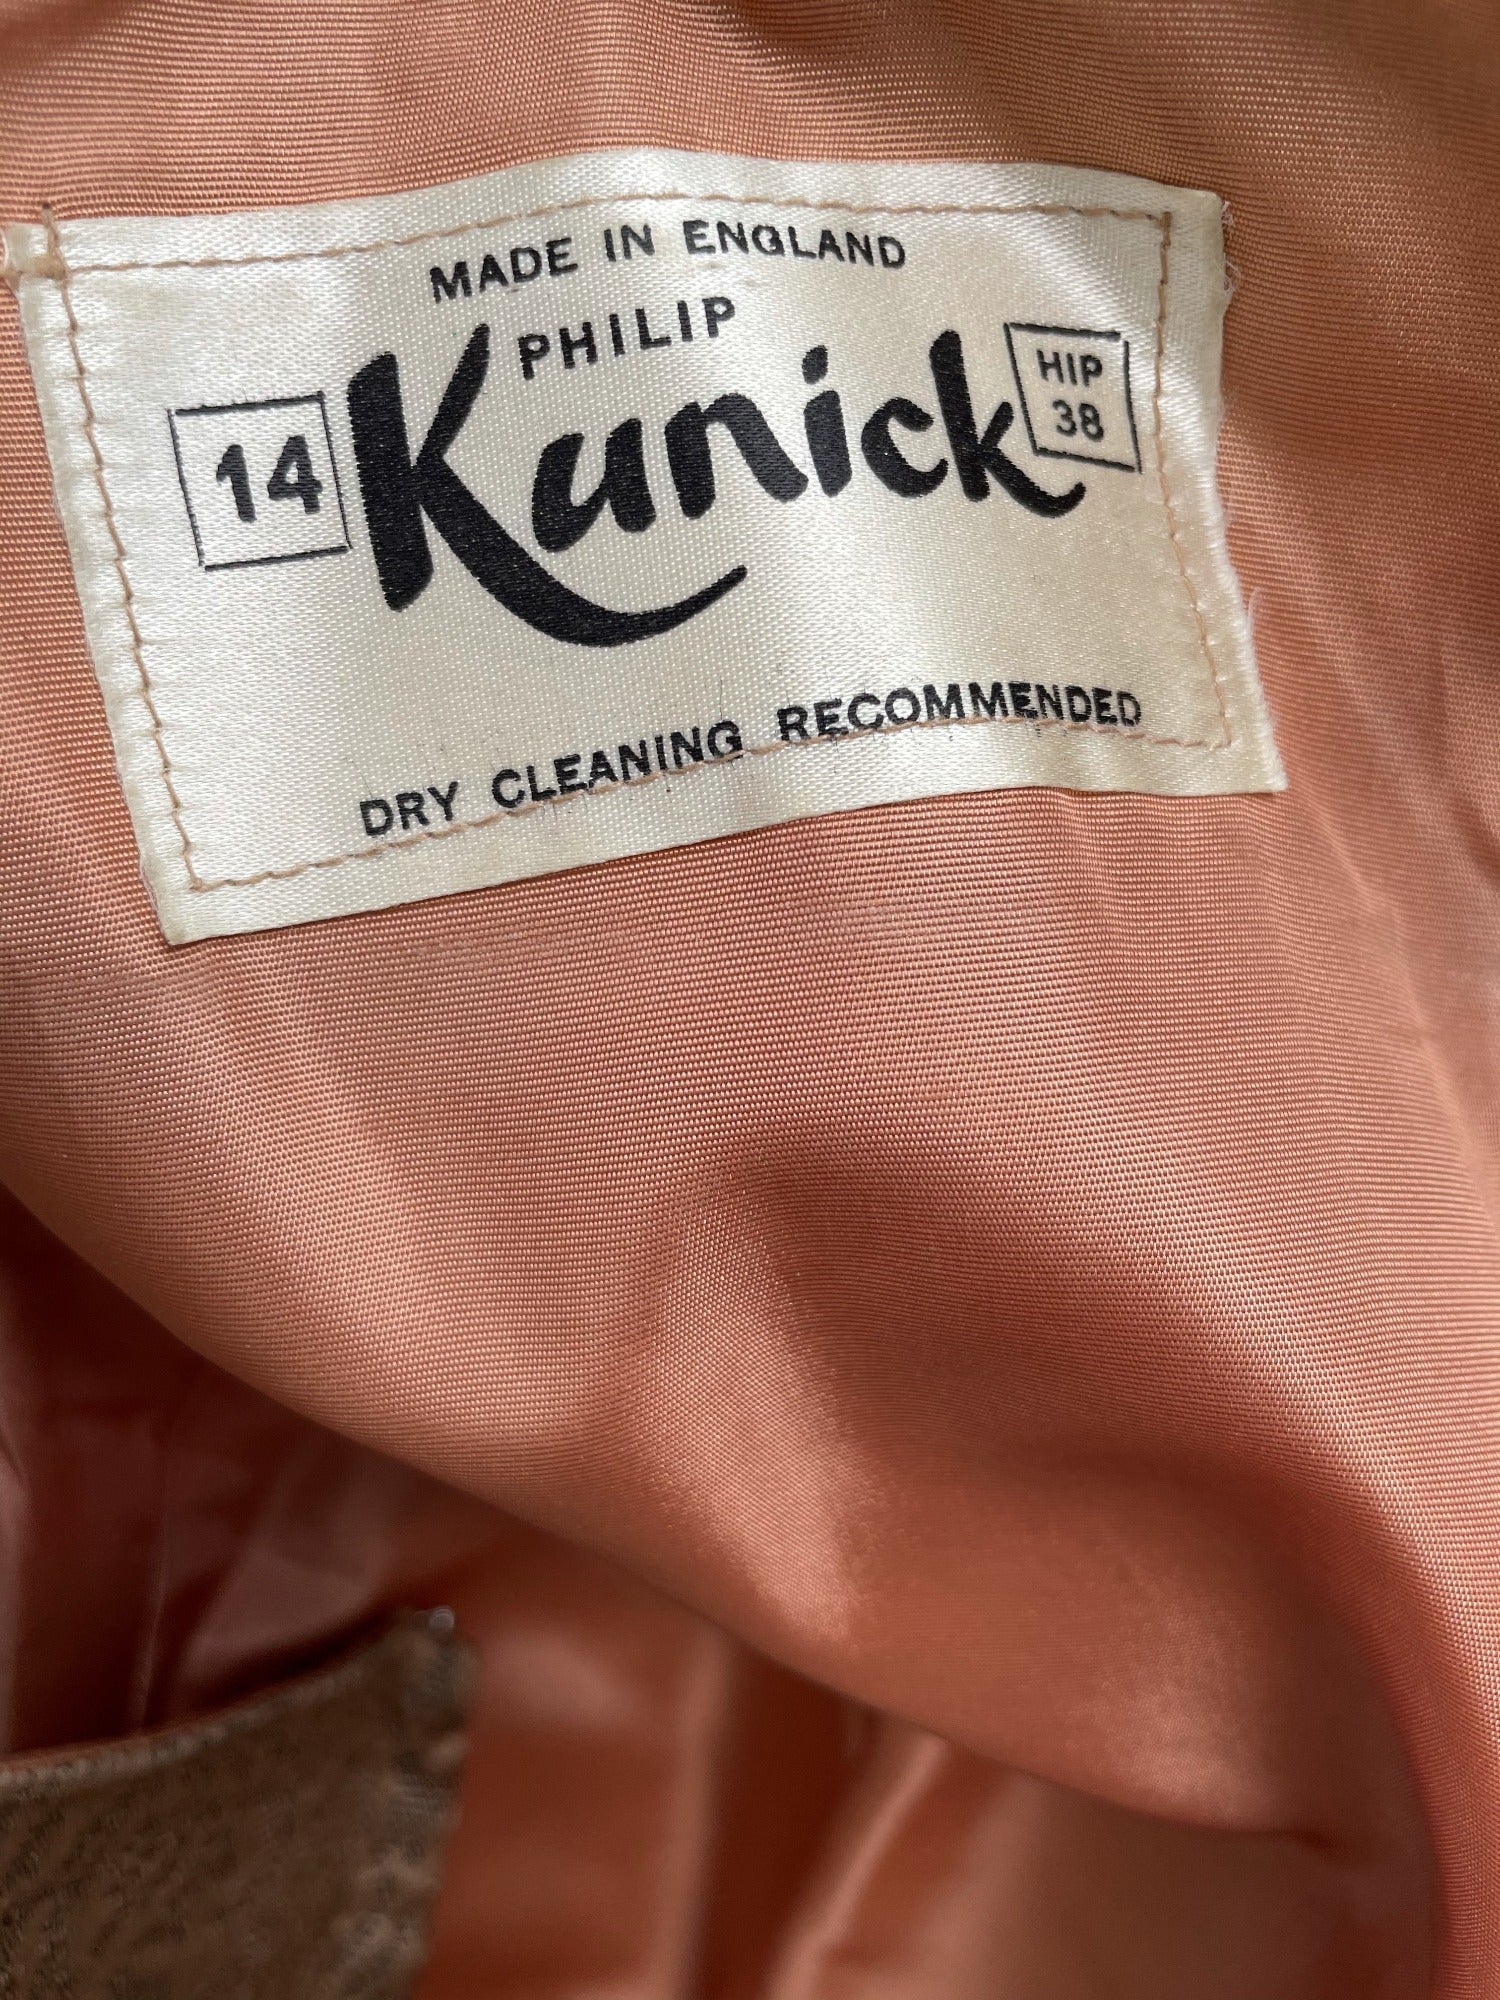 MADE IN ENGLAND
PHILIP
14
Kunick
HIP
38
DRY CLEANING RECOMMENDED